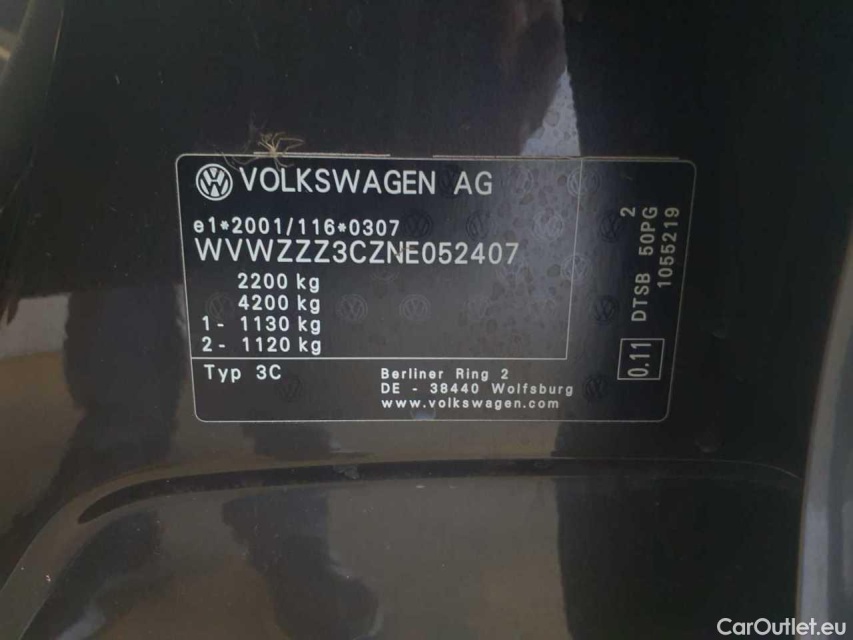 VOLKSWAGEN AG
e1*2001/116*0307
WVWZZZ3CZNE052407
2200 kg
4200 kg
1- 1130 kg
2- 1120 kg
Typ 3C
Berliner Ring 2
DE - 38440 Wolfsburg
www.volkswagen.com
2
DTSB 50PG
1055219
0.11
CarOutlet.eu